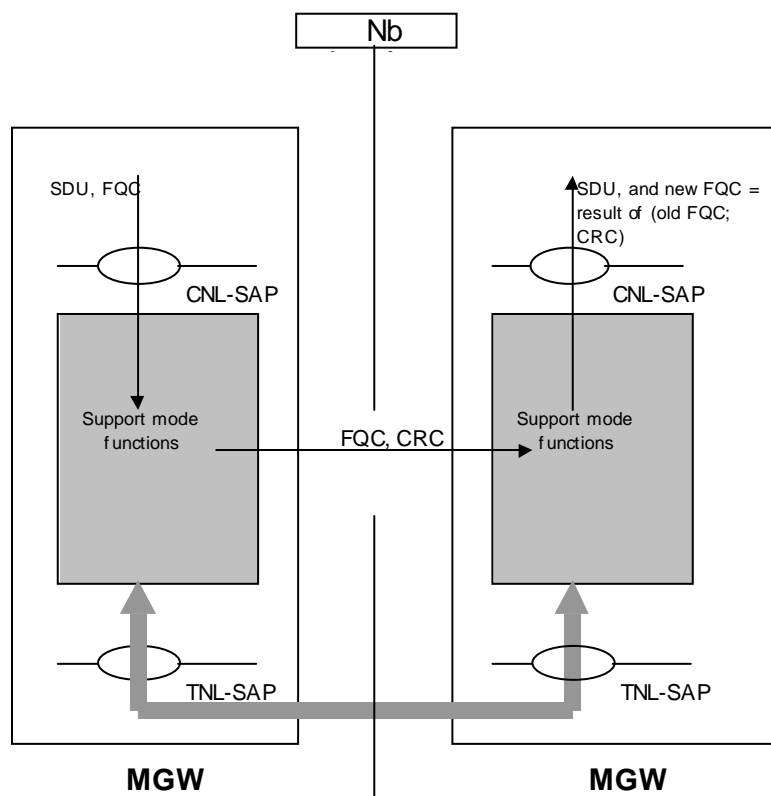 Nb
SDU, FQC
SDU, and new FQC =
result of (old FQC;
CRC)
CNL-SAP
CNL-SAP
Support mode
functions
Support mode
functions
FQC, CRC
TNL-SAP
TNL-SAP
MGW
MGW